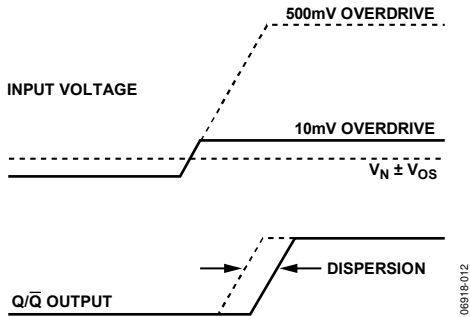 500mV OVERDRIVE
INPUT VOLTAGE
10mV OVERDRIVE
V_N ± V_OS
DISPERSION
Q/Q̅ OUTPUT
06918-012